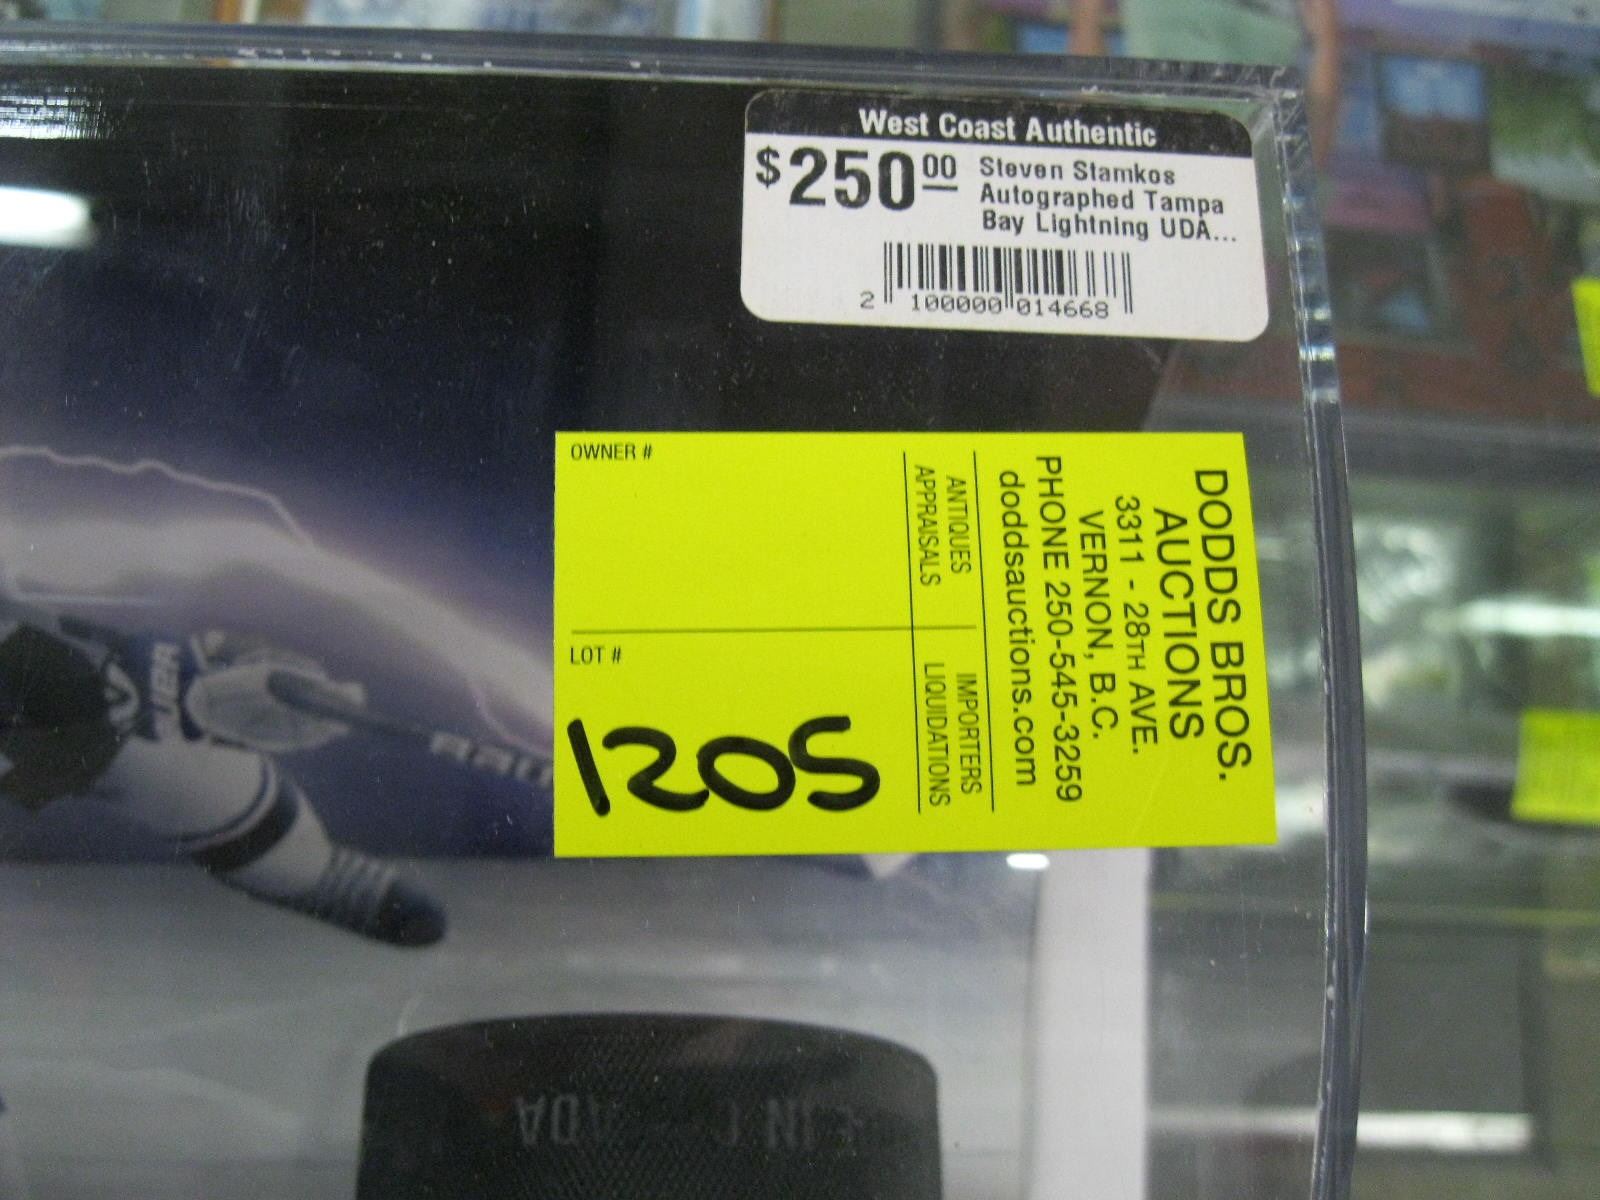 West Coast Authentic
$250.00
Steven Stamkos
Autographed Tampa
Bay Lightning UDA...
2 100000 014668
DODDS BROS.
AUCTIONS
3311 - 28TH AVE.
VERNON, B.C.
PHONE 250-545-3259
doddsauctions.com
ANTIQUES
APPRAISALS
IMPORTERS
LIQUIDATIONS
OWNER #
LOT #
1205